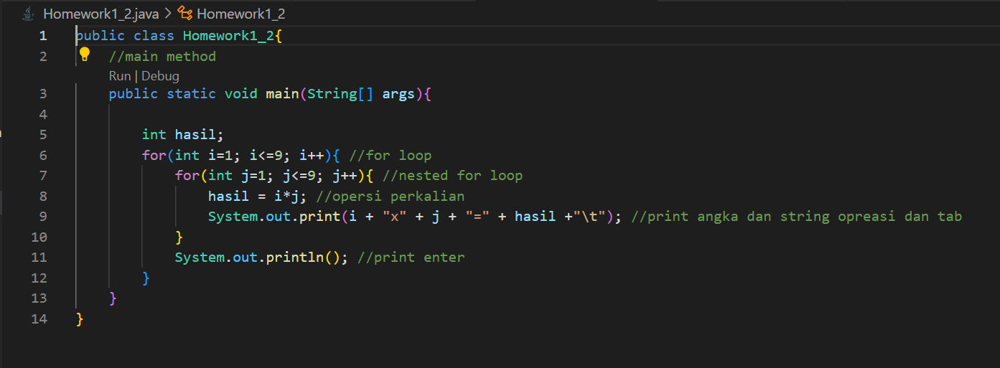 Homework1_2.java > Homework1_2
1 public class Homework1_2{
2 //main method
Run | Debug
3 public static void main(String[] args){
4
5 int hasil;
6 for(int i=1; i<=9; i++){ //for loop
7 for(int j=1; j<=9; j++){ //nested for loop
8 hasil = i*j; //opersi perkalian
9 System.out.print(i + "x" + j + "=" + hasil +"\t"); //print angka dan string opreasi dan tab
10 }
11 System.out.println(); //print enter
12 }
13 }
14 }